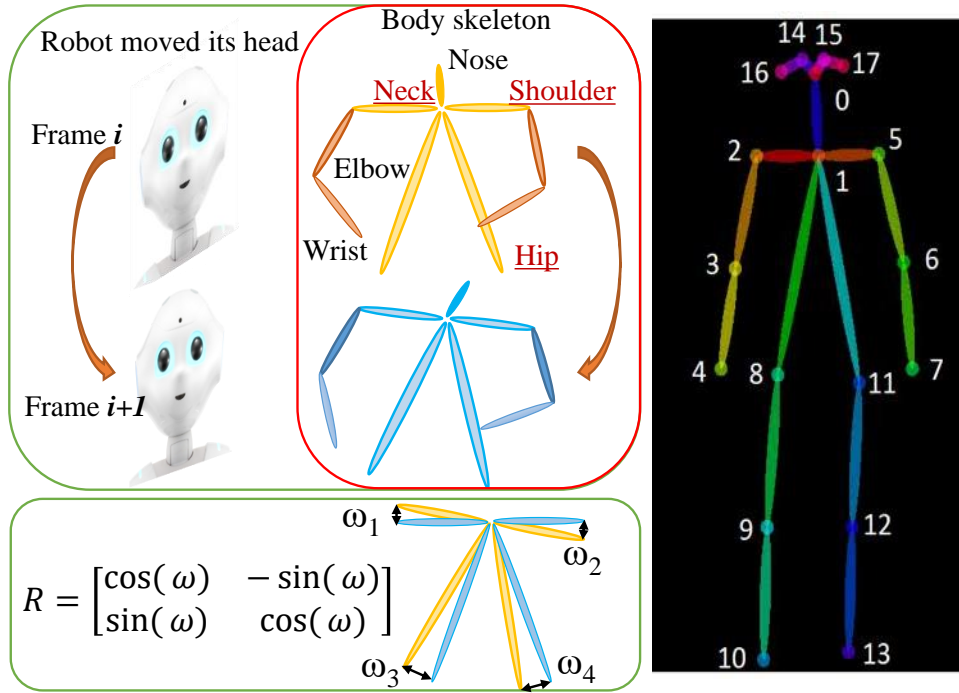 Robot moved its head
Frame i
Frame i+1
Body skeleton
Nose
Neck
Shoulder
Elbow
Wrist
Hip
R = [cos( ω) − sin( ω)
sin( ω) cos( ω) ]
ω1
ω2
ω3
ω4
14 15
16 17
0
2 5
1
3 6
4 8 11 7
9 12
10 13